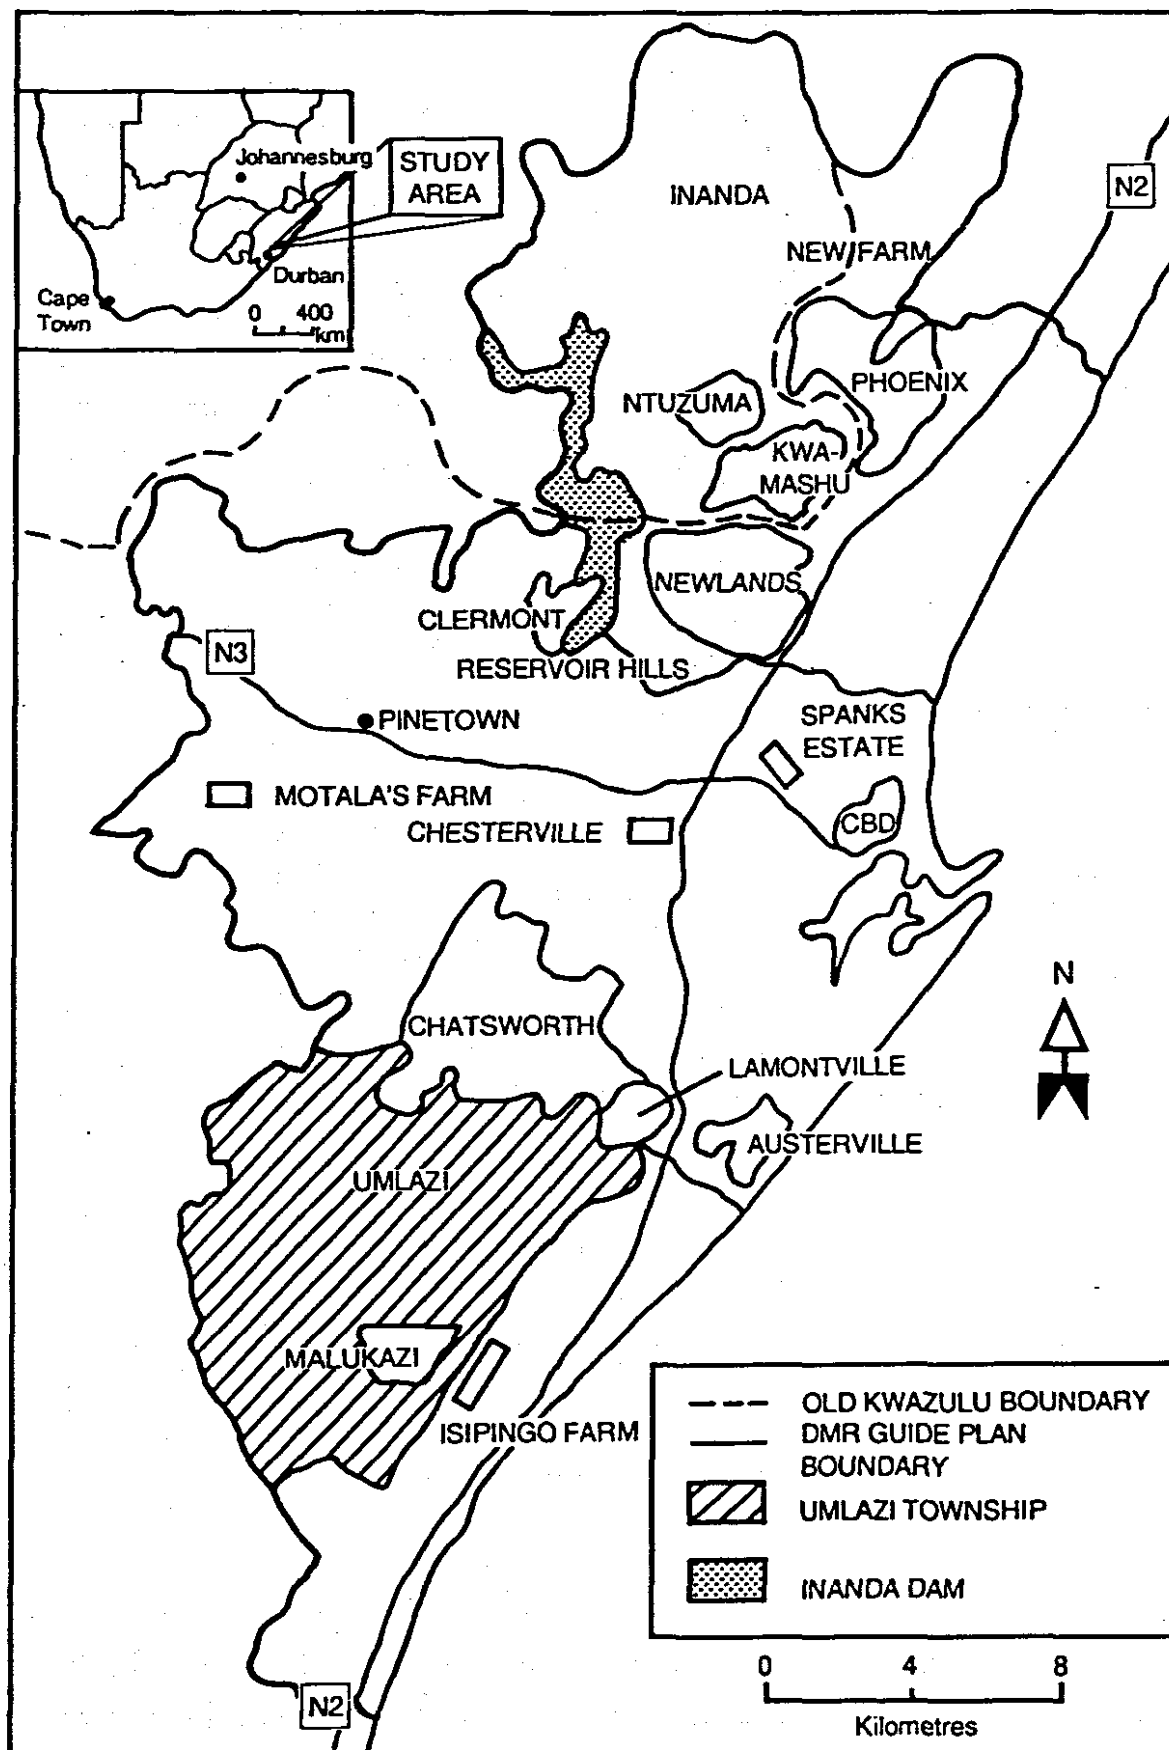 Johannesburg
STUDY
AREA
Durban
Cape
Town
0 400
km
N2
INANDA
NEW FARM
PHOENIX
NTUZUMA
KWA-
MASHU
NEWLANDS
CLERMONT
RESERVOIR HILLS
N3
PINETOWN
SPANKS
ESTATE
MOTALA'S FARM
CHESTERVILLE
CBD
N
CHATSWORTH
LAMONTVILLE
AUSTERVILLE
UMLAZI
MALUKAZI
ISIPINGO FARM
OLD KWAZULU BOUNDARY
DMR GUIDE PLAN
BOUNDARY
UMLAZI TOWNSHIP
INANDA DAM
0 4 8
Kilometres
N2